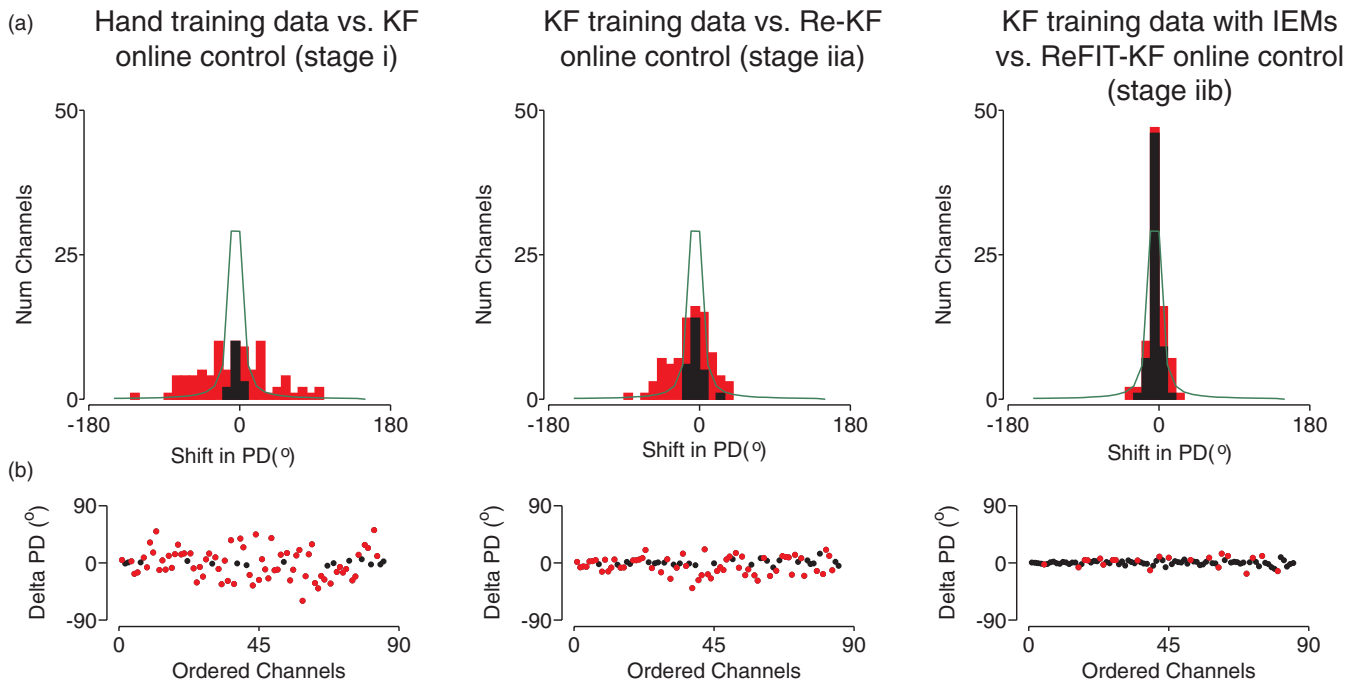 (a)
Hand training data vs. KF
online control (stage i)
KF training data vs. Re-KF
online control (stage iia)
KF training data with IEMs
vs. ReFIT-KF online control
(stage iib)
50
25
0
Num Channels
-180
0
180
Shift in PD(o)
50
25
0
Num Channels
-180
0
180
Shift in PD(o)
50
25
0
Num Channels
-180
0
180
Shift in PD(o)
(b)
90
0
-90
Delta PD (o)
0
45
90
Ordered Channels
90
0
-90
Delta PD (o)
0
45
90
Ordered Channels
90
0
-90
Delta PD (o)
0
45
90
Ordered Channels